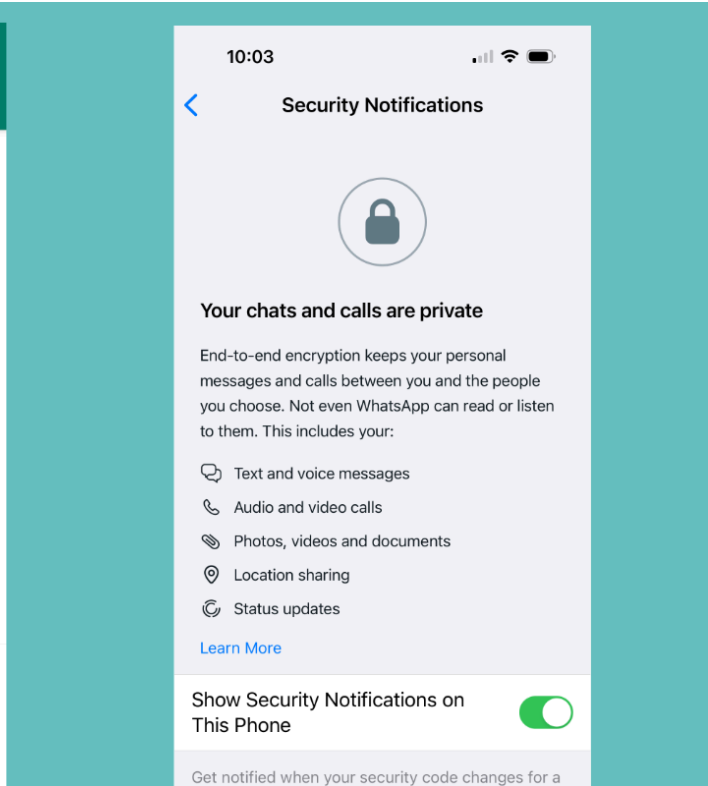 10:03
Security Notifications
Your chats and calls are private
End-to-end encryption keeps your personal
messages and calls between you and the people
you choose. Not even WhatsApp can read or listen
to them. This includes your:
Text and voice messages
Audio and video calls
Photos, videos and documents
Location sharing
Status updates
Learn More
Show Security Notifications on
This Phone
Get notified when your security code changes for a